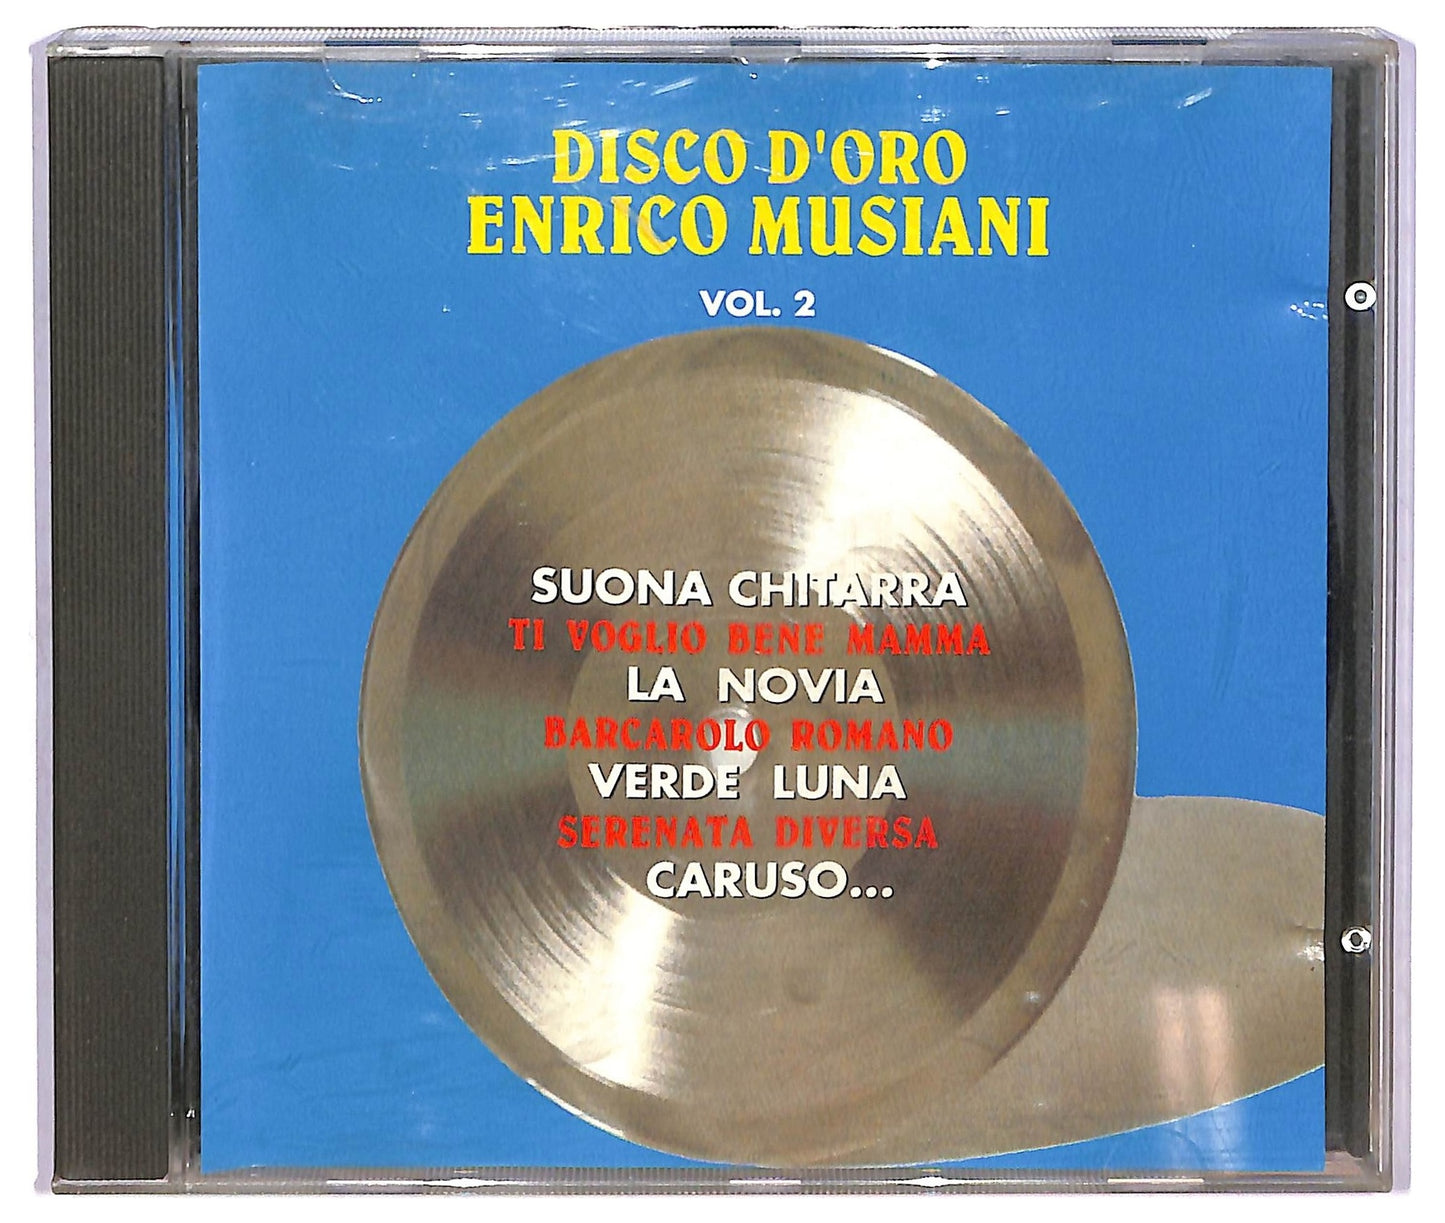 DISCO D'ORO
ENRICO MUSIANI
VOL. 2
SUONA CHITARRA
TI VOGLIO BENE MAMMA
LA NOVIA
BARCAROLO ROMANO
VERDE LUNA
SERENATA DIVERSA
CARUSO...